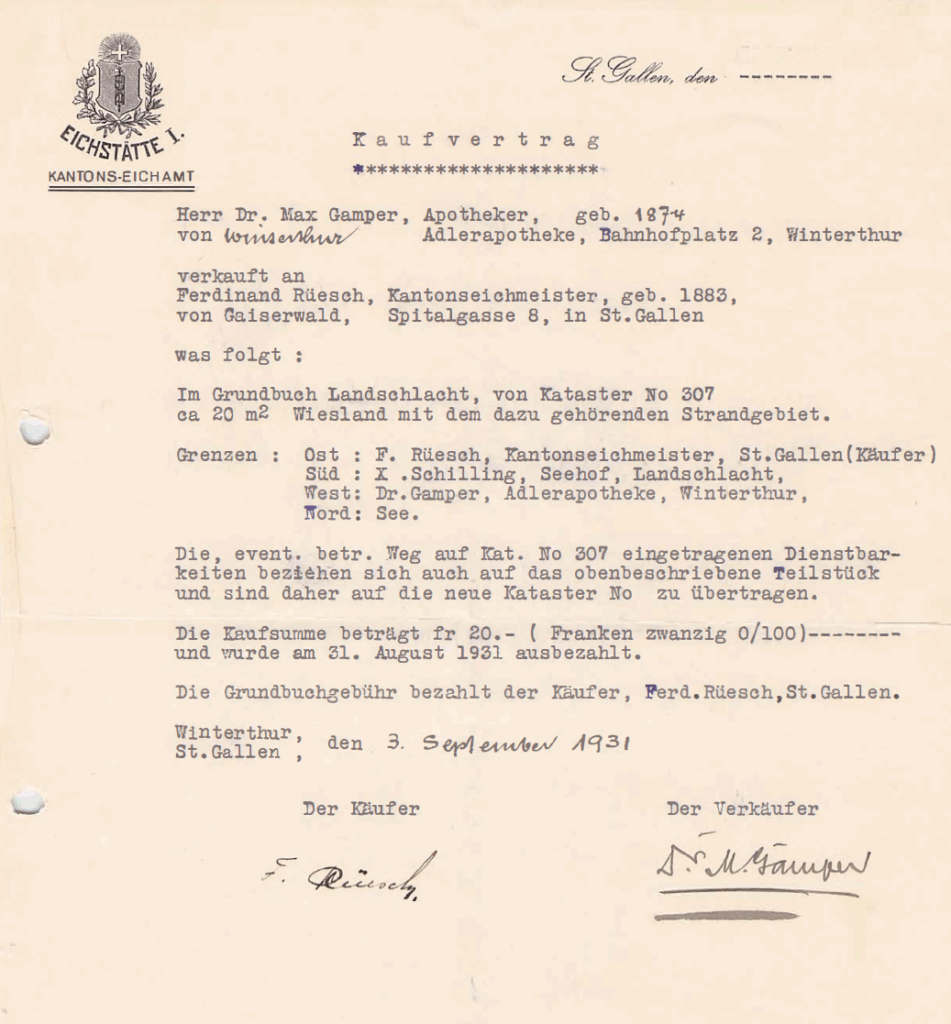 St. Gallen, den --------
EICHSTÄTTE I.
KANTONS-EICHAMT
Kaufvertrag
*********************
Herr Dr. Max Gamper, Apotheker, geb. 1874
von Winterthur Adlerapotheke, Bahnhofplatz 2, Winterthur
verkauft an
Ferdinand Rüesch, Kantonseichmeister, geb. 1883,
von Gaiserwald, Spitalgasse 8, in St.Gallen
was folgt :
Im Grundbuch Landschlacht, von Kataster No 307
ca 20 m2 Wiesland mit dem dazu gehörenden Strandgebiet.
Grenzen : Ost : F. Rüesch, Kantonseichmeister, St.Gallen(Käufer)
Süd : X .Schilling, Seehof, Landschlacht,
West: Dr.Gamper, Adlerapotheke, Winterthur,
Nord: See.
Die, event. betr. Weg auf Kat. No 307 eingetragenen Dienstbar-
keiten beziehen sich auch auf das obenbeschriebene Teilstück
und sind daher auf die neue Kataster No zu übertragen.
Die Kaufsumme beträgt fr 20.- ( Franken zwanzig 0/100)--------
und wurde am 31. August 1931 ausbezahlt.
Die Grundbuchgebühr bezahlt der Käufer, Ferd.Rüesch,St.Gallen.
Winterthur,
St.Gallen , den 3. September 1931
Der Käufer Der Verkäufer
F. Rüesch, Dr. M. Gamper